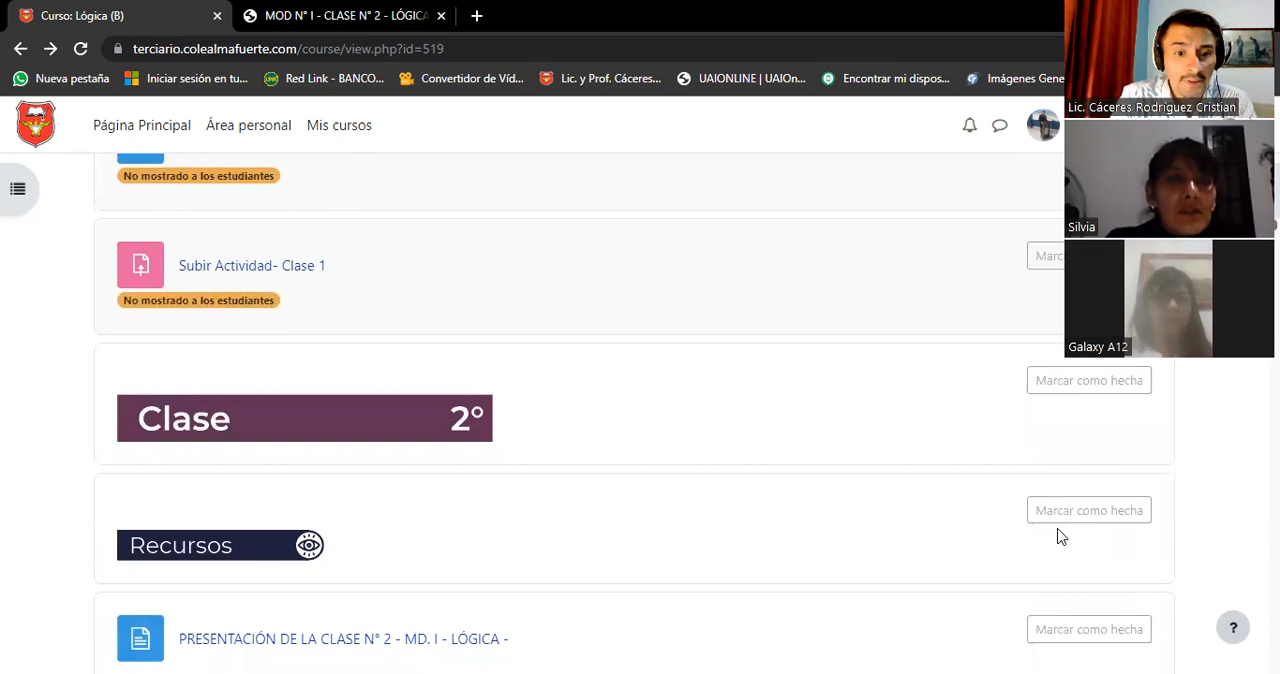 Curso: Lógica (B)
MOD N° I - CLASE N° 2 - LÓGICA
terciario.colealmafuerte.com/course/view.php?id=519
Nueva pestaña
Iniciar sesión en tu...
Red Link - BANCO...
Convertidor de Víd...
Lic. y Prof. Cáceres...
UAIONLINE | UAIOn...
Encontrar mi dispos...
Imágenes Gene
Lic. Cáceres Rodríguez Cristian
Página Principal
Área personal
Mis cursos
No mostrado a los estudiantes
Silvia
Subir Actividad- Clase 1
Marc
No mostrado a los estudiantes
Galaxy A12
Marcar como hecha
Clase 2°
Marcar como hecha
Recursos
PRESENTACIÓN DE LA CLASE N° 2 - MD. I - LÓGICA -
Marcar como hecha
?